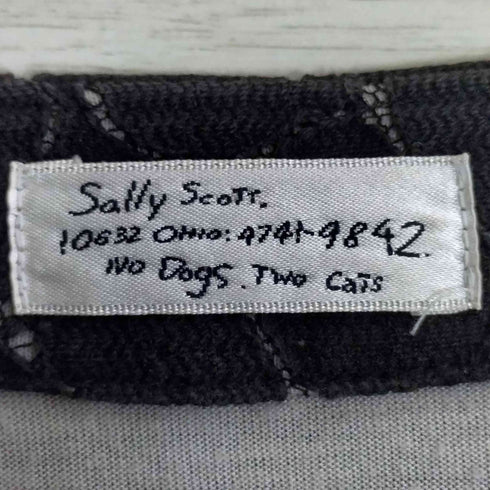 Sally Scott.
10632 Ohio: 4741-9842.
No Dogs. Two Cats